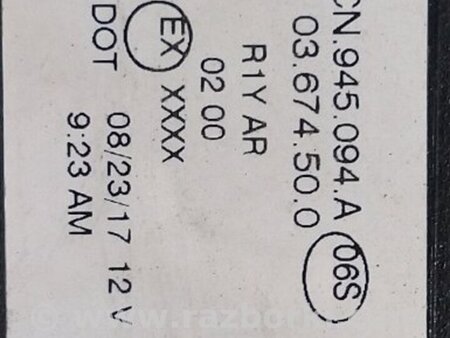 CN.945.094.A 06S
03.674.50.0
R1Y AR
02 00
EX XXXX
DOT 08/23/17 12 V
9:23 AM